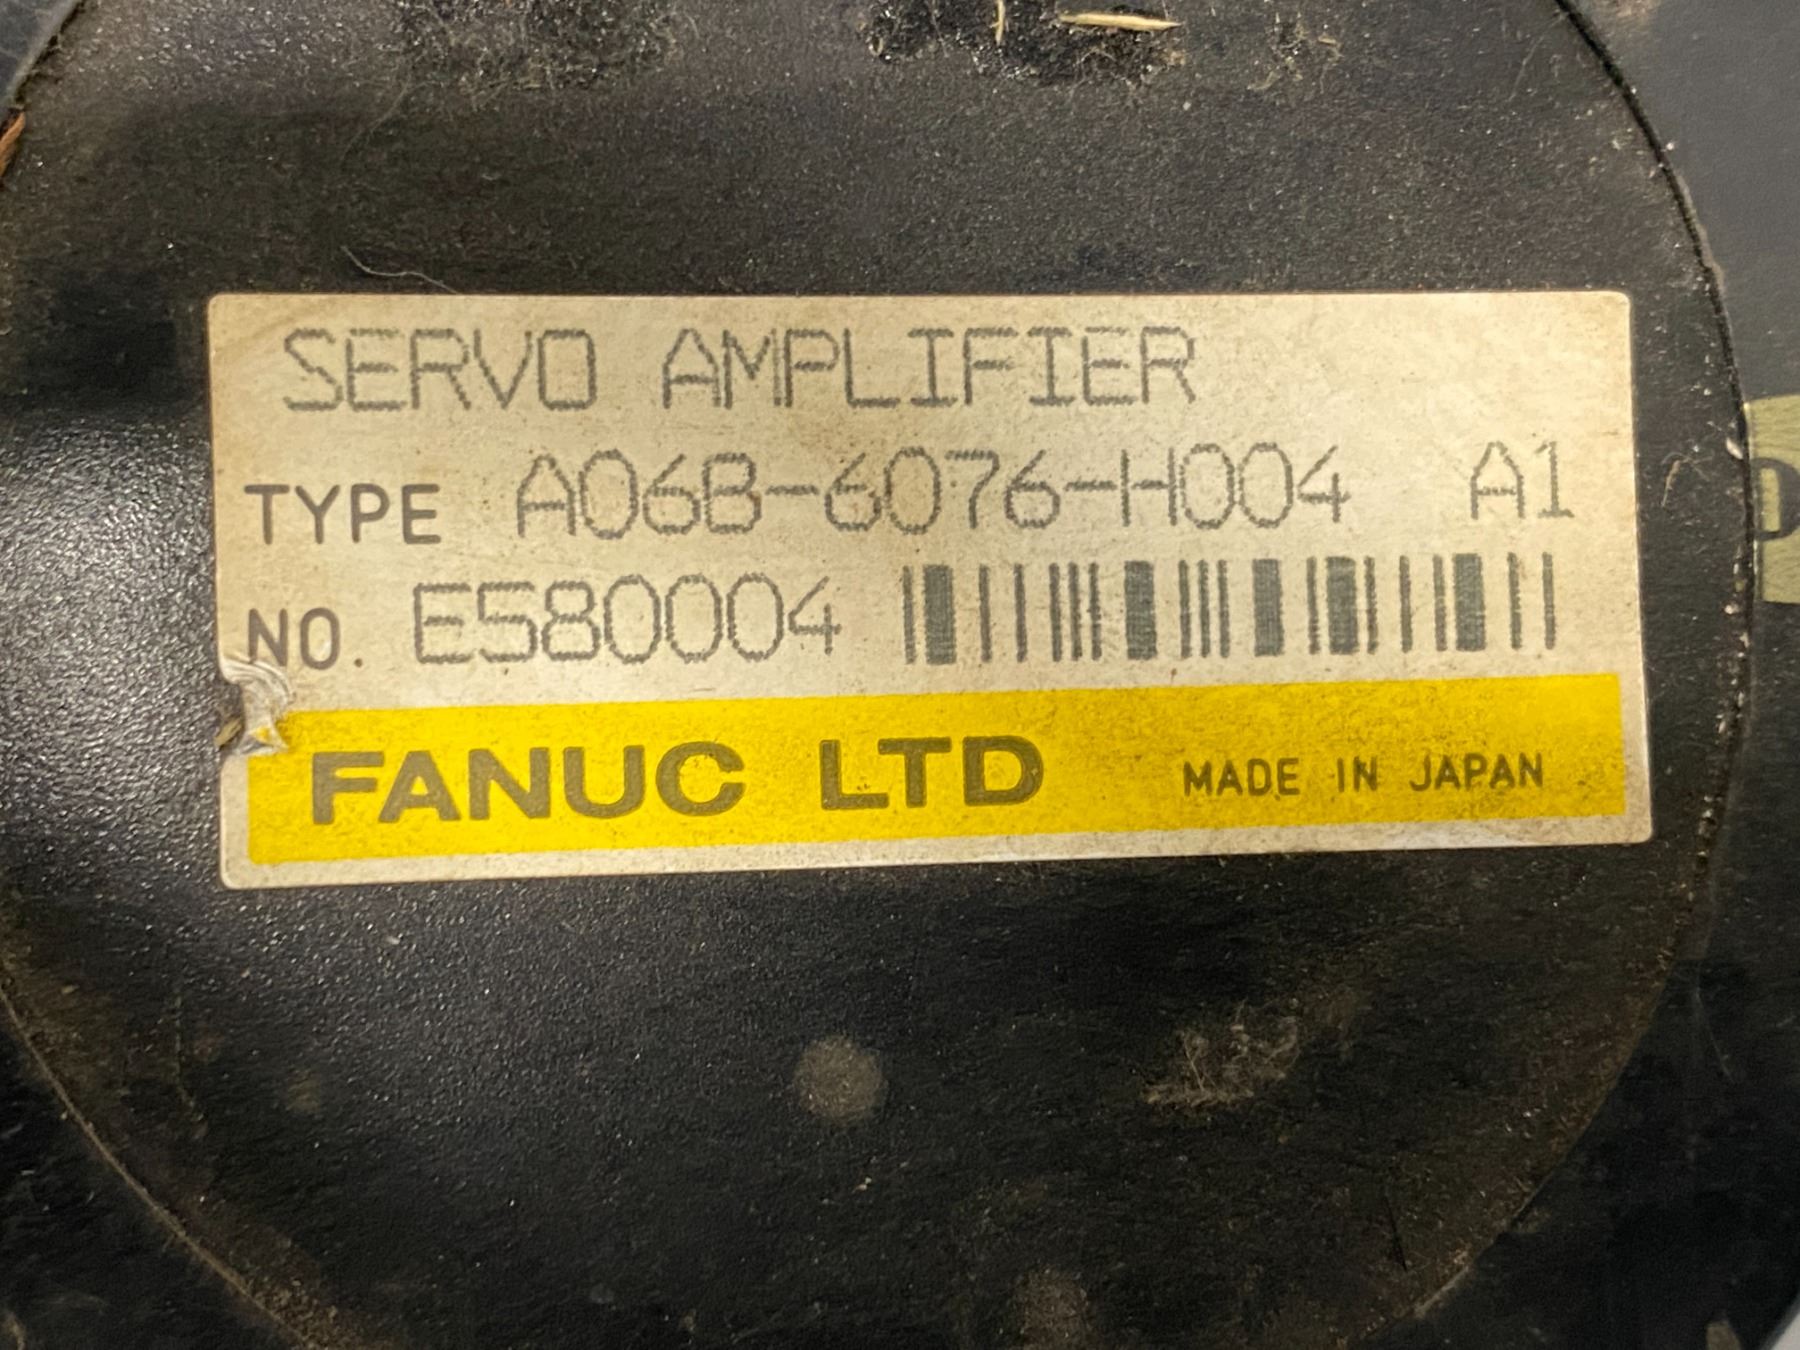 SERVO AMPLIFIER
TYPE A06B-6076-H004 A1
NO. E580004
FANUC LTD MADE IN JAPAN